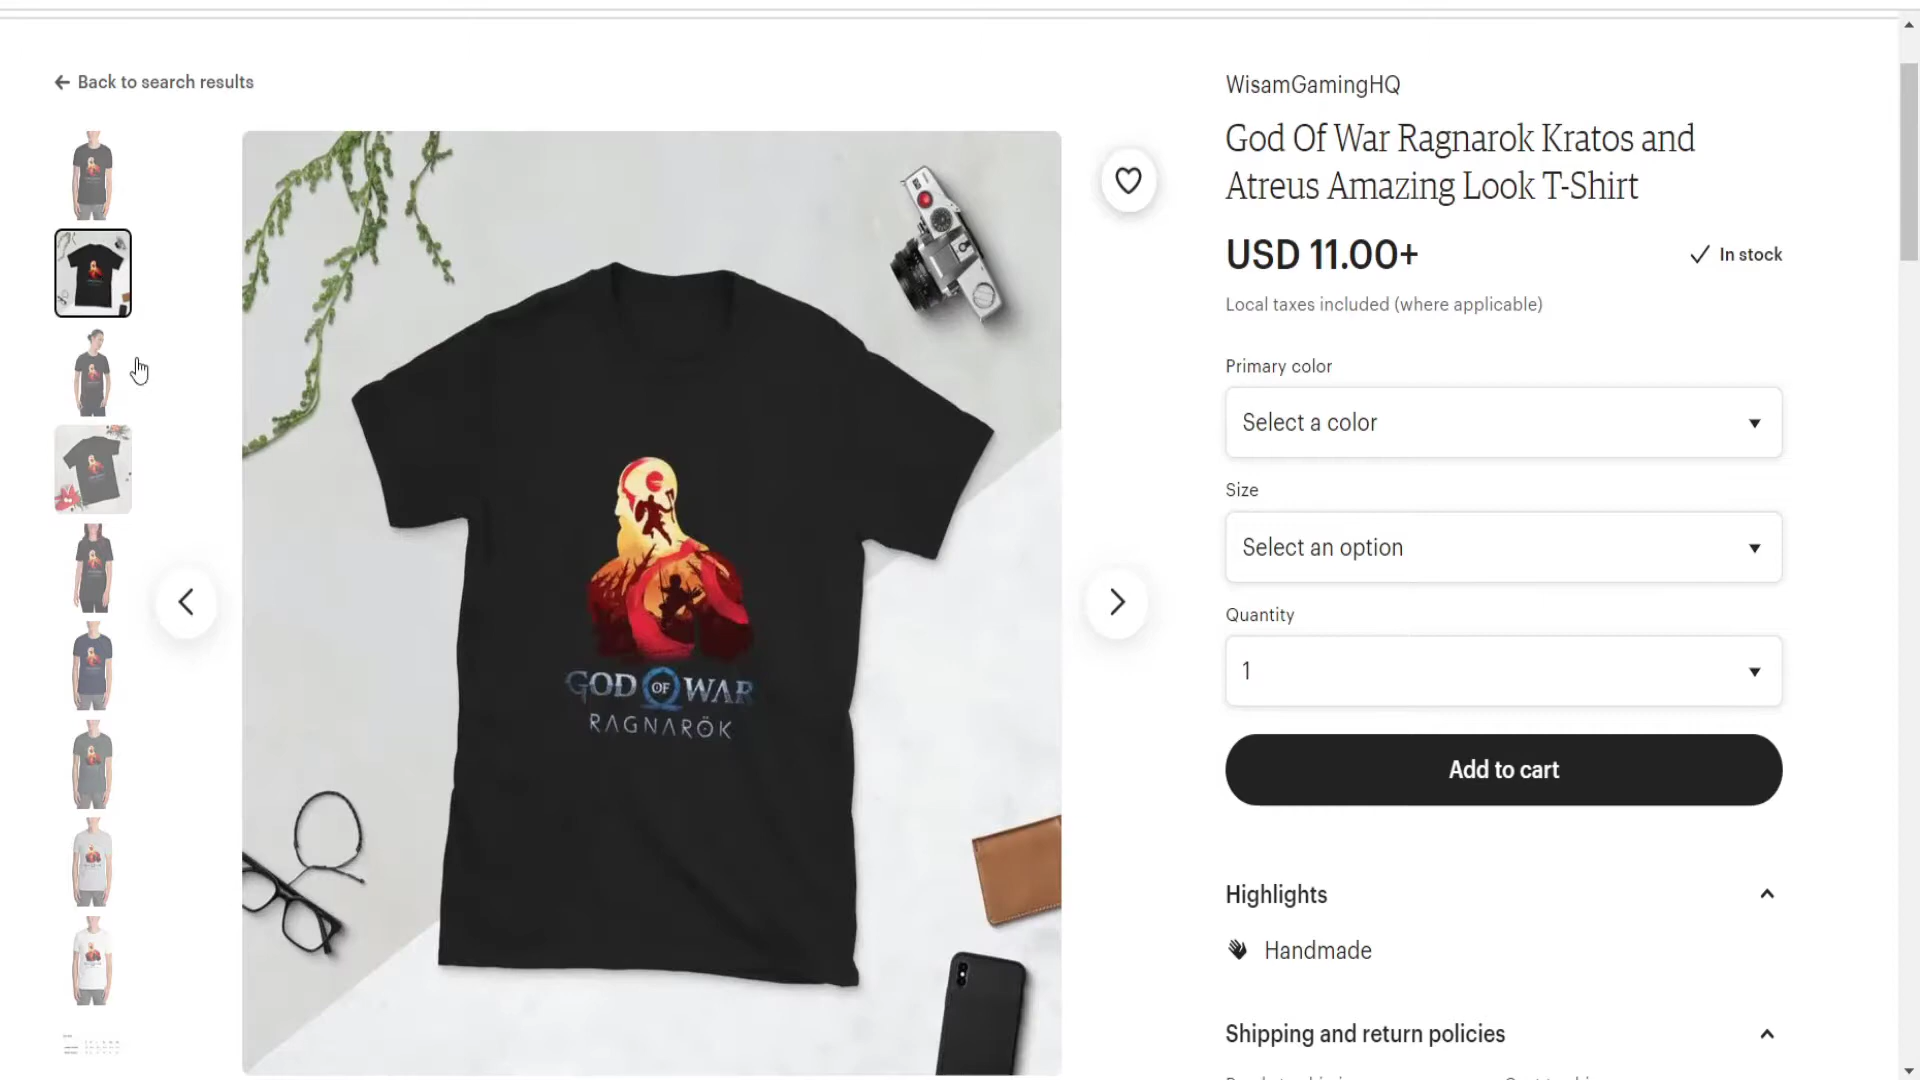 Back to search results
WisamGamingHQ
God Of War Ragnarok Kratos and
Atreus Amazing Look T-Shirt
USD 11.00+
In stock
Local taxes included (where applicable)
Primary color
Select a color
Size
Select an option
Quantity
1
Add to cart
GOD OF WAR
RAGNARÖK
Highlights
Handmade
Shipping and return policies